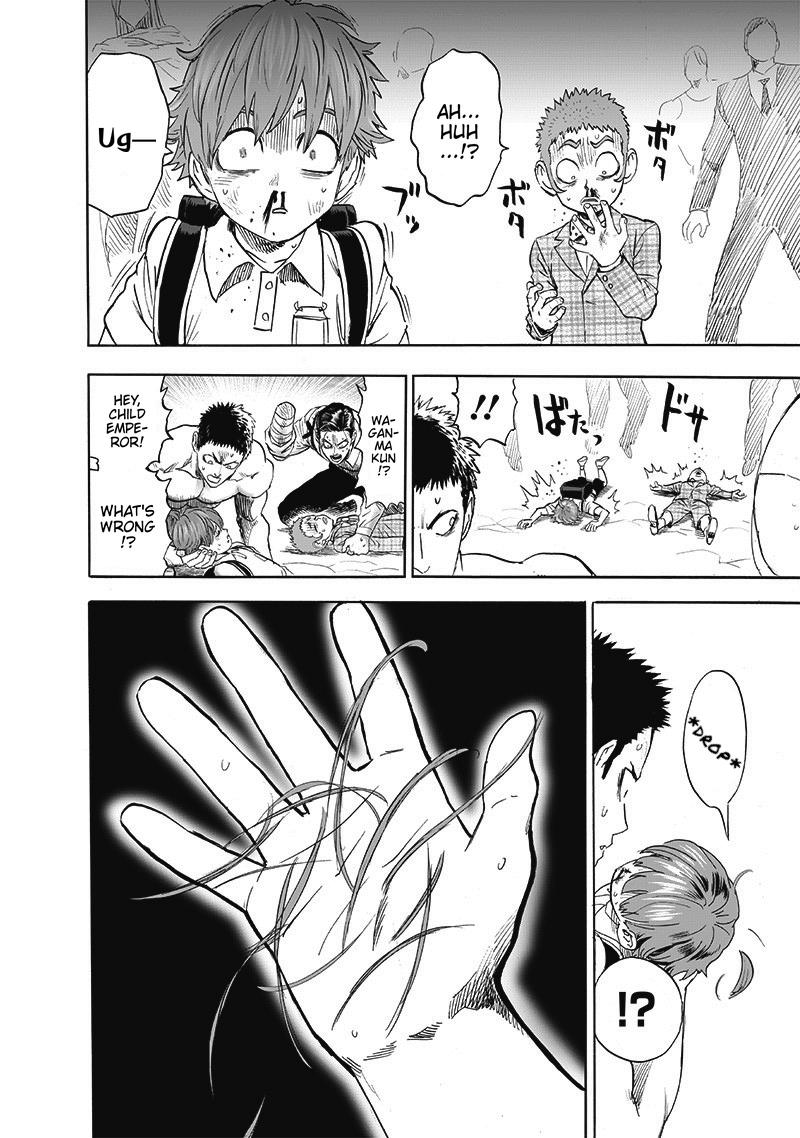 AH...
HUH
...!?
Ug—
ボタ
ボタ
ブッ
ドサ
ばたっ
!!
WA-
GAN-
MA
KUN
!?
HEY,
CHILD
EMPE-
ROR!
WHAT'S
WRONG
!?
*DROP*
!?